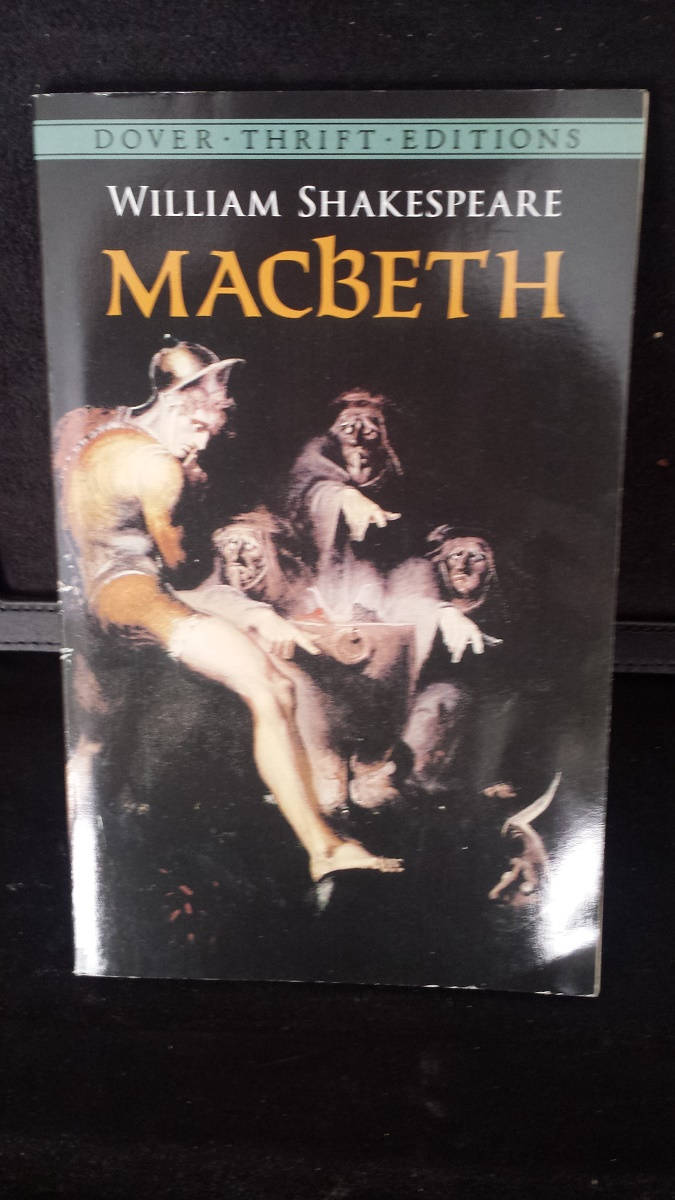 DOVER · THRIFT · EDITIONS
WILLIAM SHAKESPEARE
MACBETH